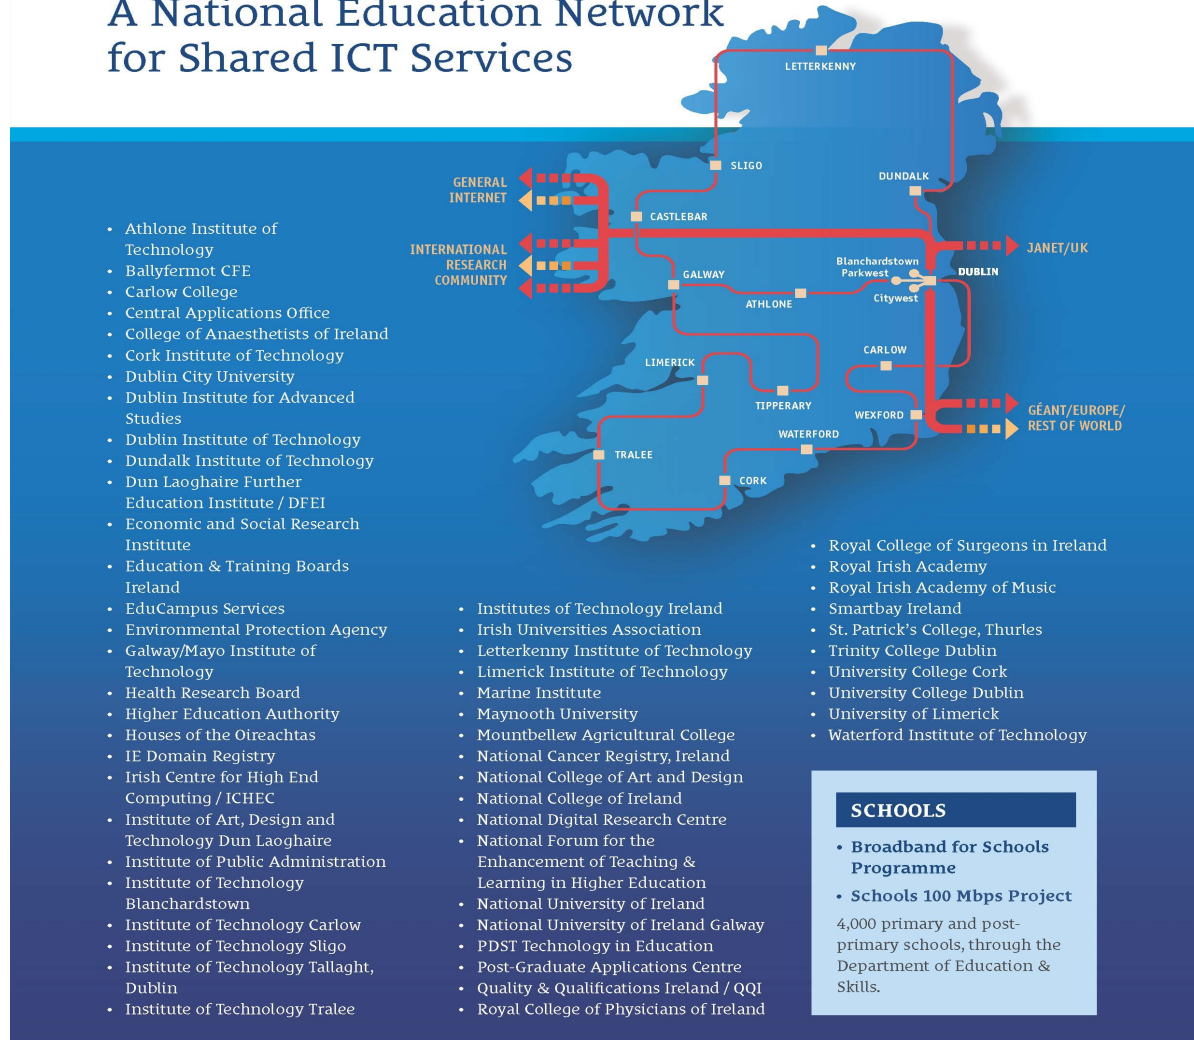 A National Education Network
for Shared ICT Services
LETTERKENNY
SLIGO
DUNDALK
GENERAL
INTERNET
CASTLEBAR
INTERNATIONAL
RESEARCH
COMMUNITY
JANET/UK
Blanchardstown
Parkwest
DUBLIN
Citywest
GALWAY
ATHLONE
LIMERICK
CARLOW
TIPPERARY
WEXFORD
GÉANT/EUROPE/
REST OF WORLD
WATERFORD
TRALEE
CORK
• Athlone Institute of
Technology
• Ballyfermot CFE
• Carlow College
• Central Applications Office
• College of Anaesthetists of Ireland
• Cork Institute of Technology
• Dublin City University
• Dublin Institute for Advanced
Studies
• Dublin Institute of Technology
• Dundalk Institute of Technology
• Dun Laoghaire Further
Education Institute / DFEI
• Economic and Social Research
Institute
• Education & Training Boards
Ireland
• EduCampus Services
• Environmental Protection Agency
• Galway/Mayo Institute of
Technology
• Health Research Board
• Higher Education Authority
• Houses of the Oireachtas
• IE Domain Registry
• Irish Centre for High End
Computing / ICHEC
• Institute of Art, Design and
Technology Dun Laoghaire
• Institute of Public Administration
• Institute of Technology
Blanchardstown
• Institute of Technology Carlow
• Institute of Technology Sligo
• Institute of Technology Tallaght,
Dublin
• Institute of Technology Tralee
• Institutes of Technology Ireland
• Irish Universities Association
• Letterkenny Institute of Technology
• Limerick Institute of Technology
• Marine Institute
• Maynooth University
• Mountbellew Agricultural College
• National Cancer Registry, Ireland
• National College of Art and Design
• National College of Ireland
• National Digital Research Centre
• National Forum for the
Enhancement of Teaching &
Learning in Higher Education
• National University of Ireland
• National University of Ireland Galway
• PDST Technology in Education
• Post-Graduate Applications Centre
• Quality & Qualifications Ireland / QQI
• Royal College of Physicians of Ireland
• Royal College of Surgeons in Ireland
• Royal Irish Academy
• Royal Irish Academy of Music
• Smartbay Ireland
• St. Patrick's College, Thurles
• Trinity College Dublin
• University College Cork
• University College Dublin
• University of Limerick
• Waterford Institute of Technology
SCHOOLS
• Broadband for Schools
Programme
• Schools 100 Mbps Project
4,000 primary and post-
primary schools, through the
Department of Education &
Skills.